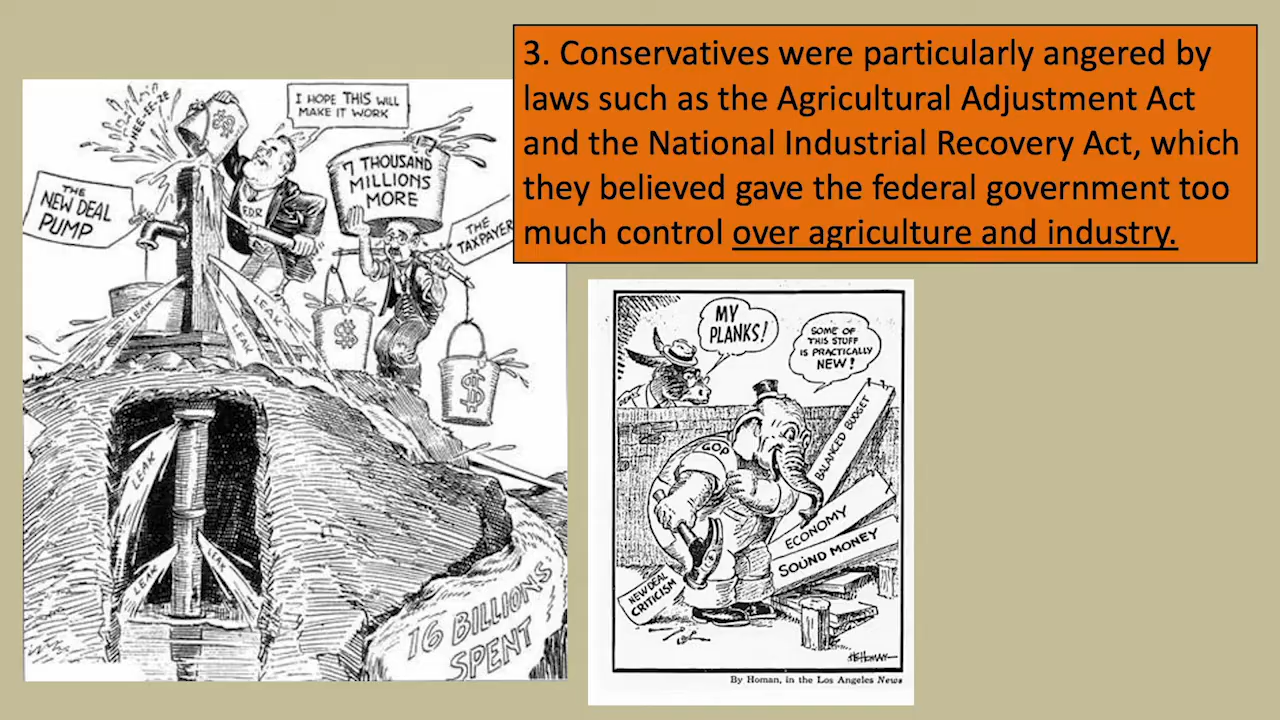 3. Conservatives were particularly angered by
laws such as the Agricultural Adjustment Act
and the National Industrial Recovery Act, which
they believed gave the federal government too
much control over agriculture and industry.
WHEE-EE-ZE
$
I HOPE THIS WILL
MAKE IT WORK
7 THOUSAND
MILLIONS
MORE
THE
NEW DEAL
PUMP
F.D.R.
THE
TAXPAYER
LEAK
LEAK
LEAK
LEAK
$
$
LEAK
LEAK
LEAK
16 BILLIONS
SPENT
MY
PLANKS!
SOME OF
THIS STUFF
IS PRACTICALLY
NEW!
GOP
BALANCED BUDGET
ECONOMY
SOUND MONEY
NEW DEAL
CRITICISM
HOMAN
By Homan, in the Los Angeles News